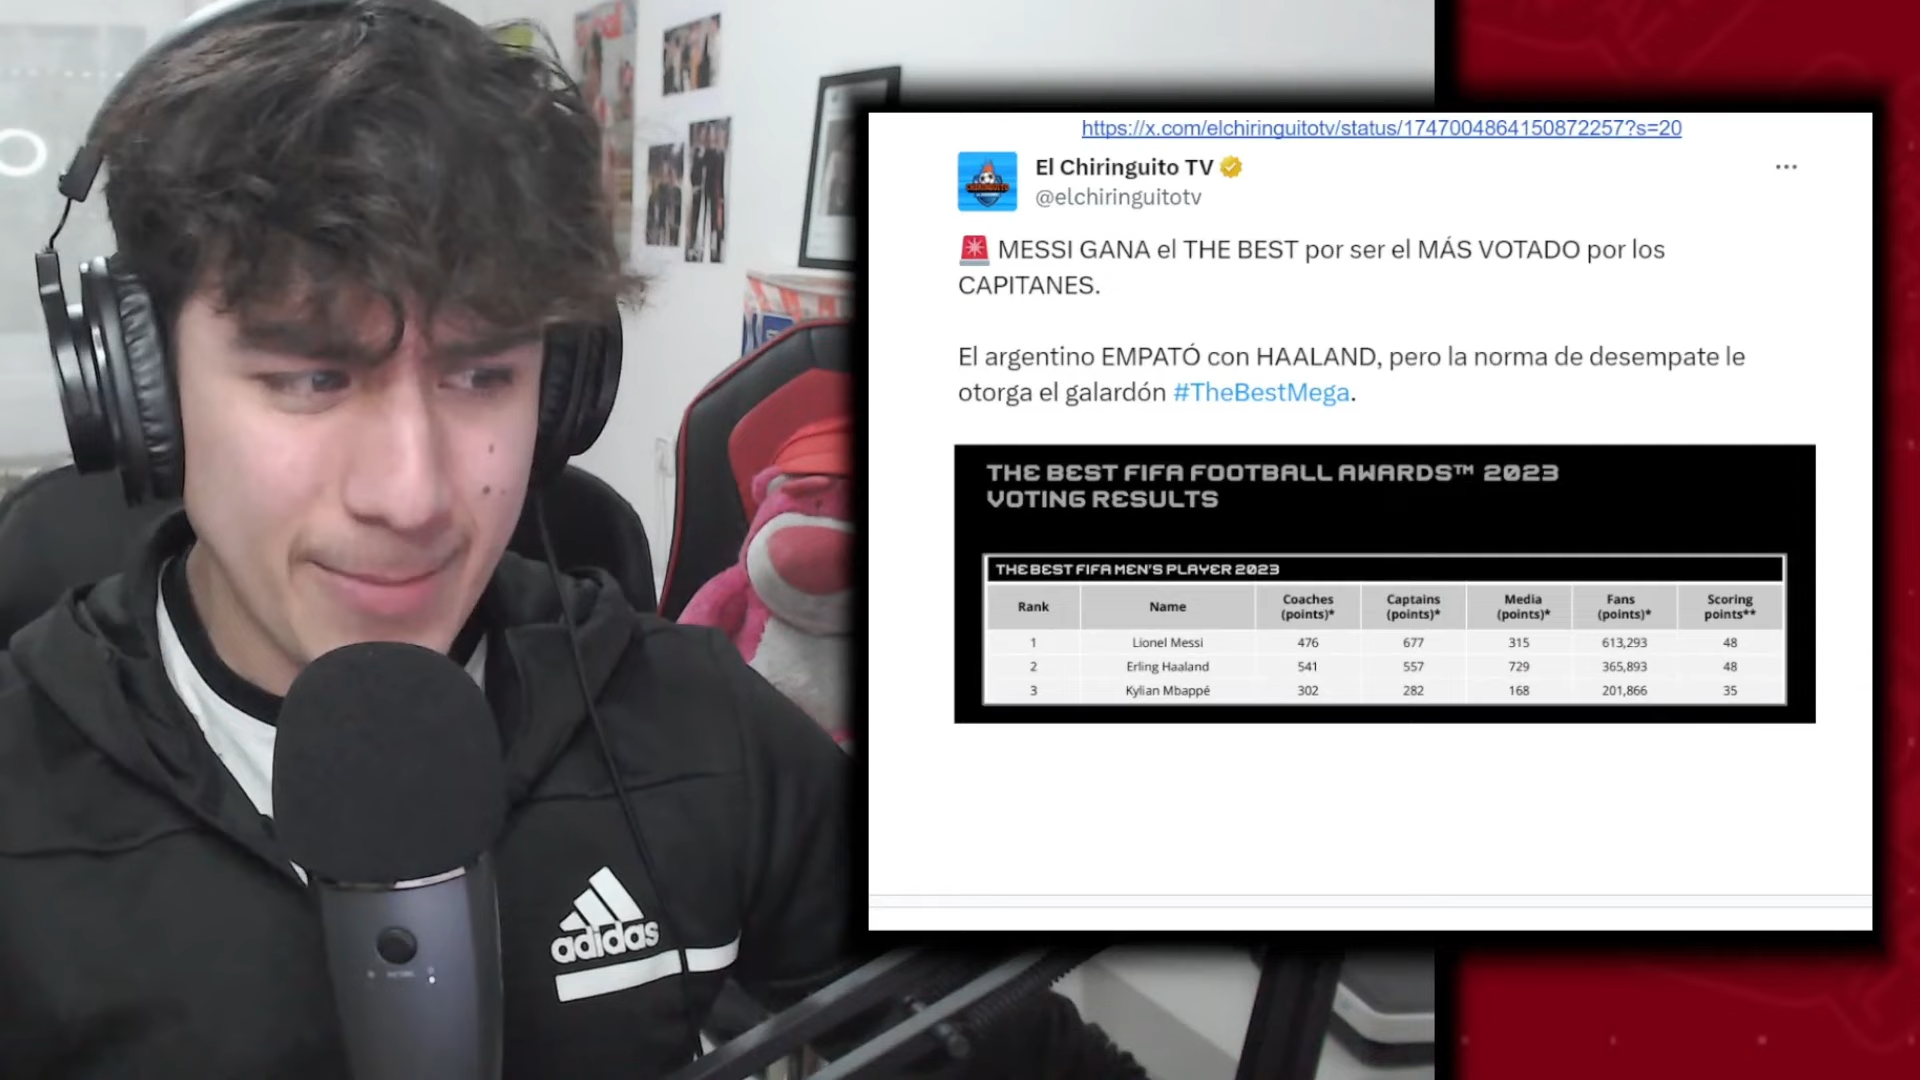 https://x.com/elchiringuitotv/status/1747004864150872257?s=20
El Chiringuito TV
@elchiringuitotv
🚨 MESSI GANA el THE BEST por ser el MÁS VOTADO por los
CAPITANES.
El argentino EMPATÓ con HAALAND, pero la norma de desempate le
otorga el galardón #TheBestMega.
THE BEST FIFA FOOTBALL AWARDS™ 2023
VOTING RESULTS
THE BEST FIFA MEN'S PLAYER 2023
Rank Name Coaches (points)* Captains (points)* Media (points)* Fans (points)* Scoring points**
1 Lionel Messi 476 677 315 613,293 48
2 Erling Haaland 541 557 729 365,893 48
3 Kylian Mbappé 302 282 168 201,866 35
adidas